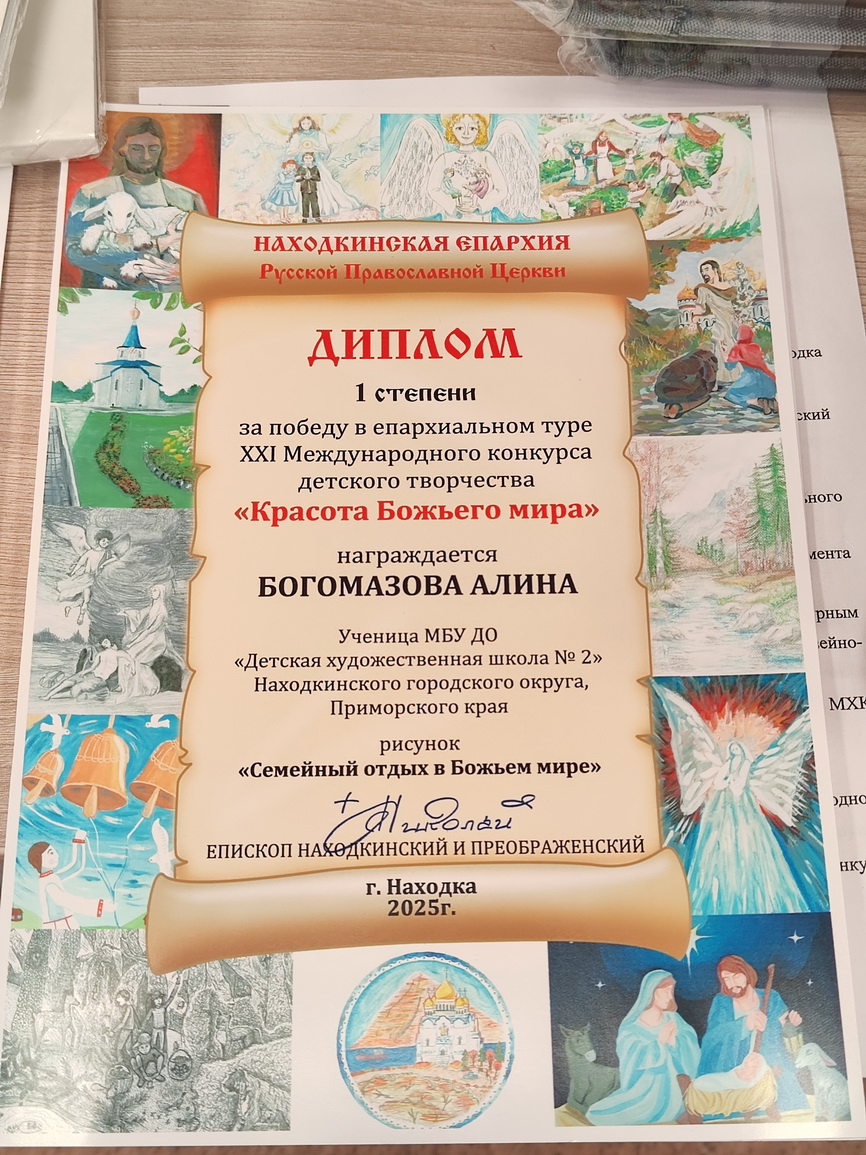 НАХОДКИНСКАЯ ЕПАРХИЯ
Русской Православной Церкви
ДИПЛОМ
1 степени
за победу в епархиальном туре
XXI Международного конкурса
детского творчества
«Красота Божьего мира»
награждается
БОГОМАЗОВА АЛИНА
Ученица МБУ ДО
«Детская художественная школа № 2»
Находкинского городского округа,
Приморского края
рисунок
«Семейный отдых в Божьем мире»
+Николай
ЕПИСКОП НАХОДКИНСКИЙ И ПРЕОБРАЖЕНСКИЙ
г. Находка
2025г.
МХК